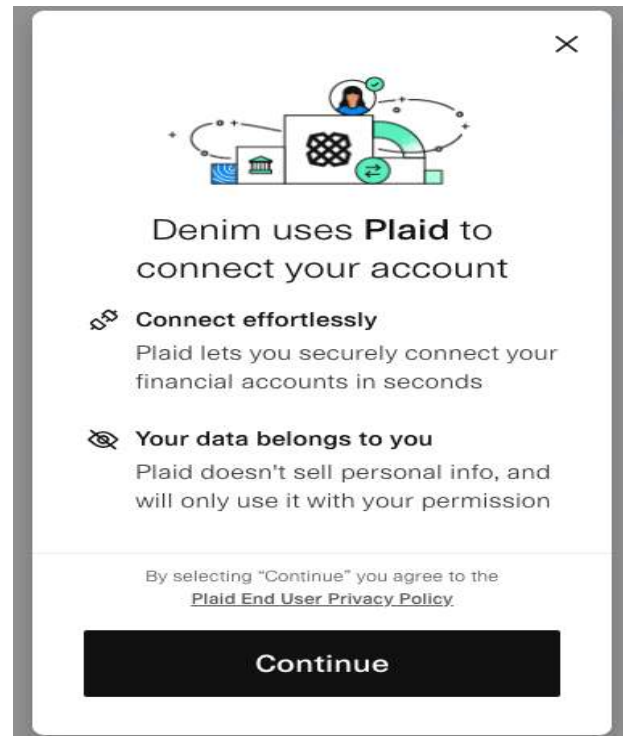 Denim uses Plaid to
connect your account
Connect effortlessly
Plaid lets you securely connect your
financial accounts in seconds
Your data belongs to you
Plaid doesn't sell personal info, and
will only use it with your permission
By selecting “Continue” you agree to the
Plaid End User Privacy Policy
Continue